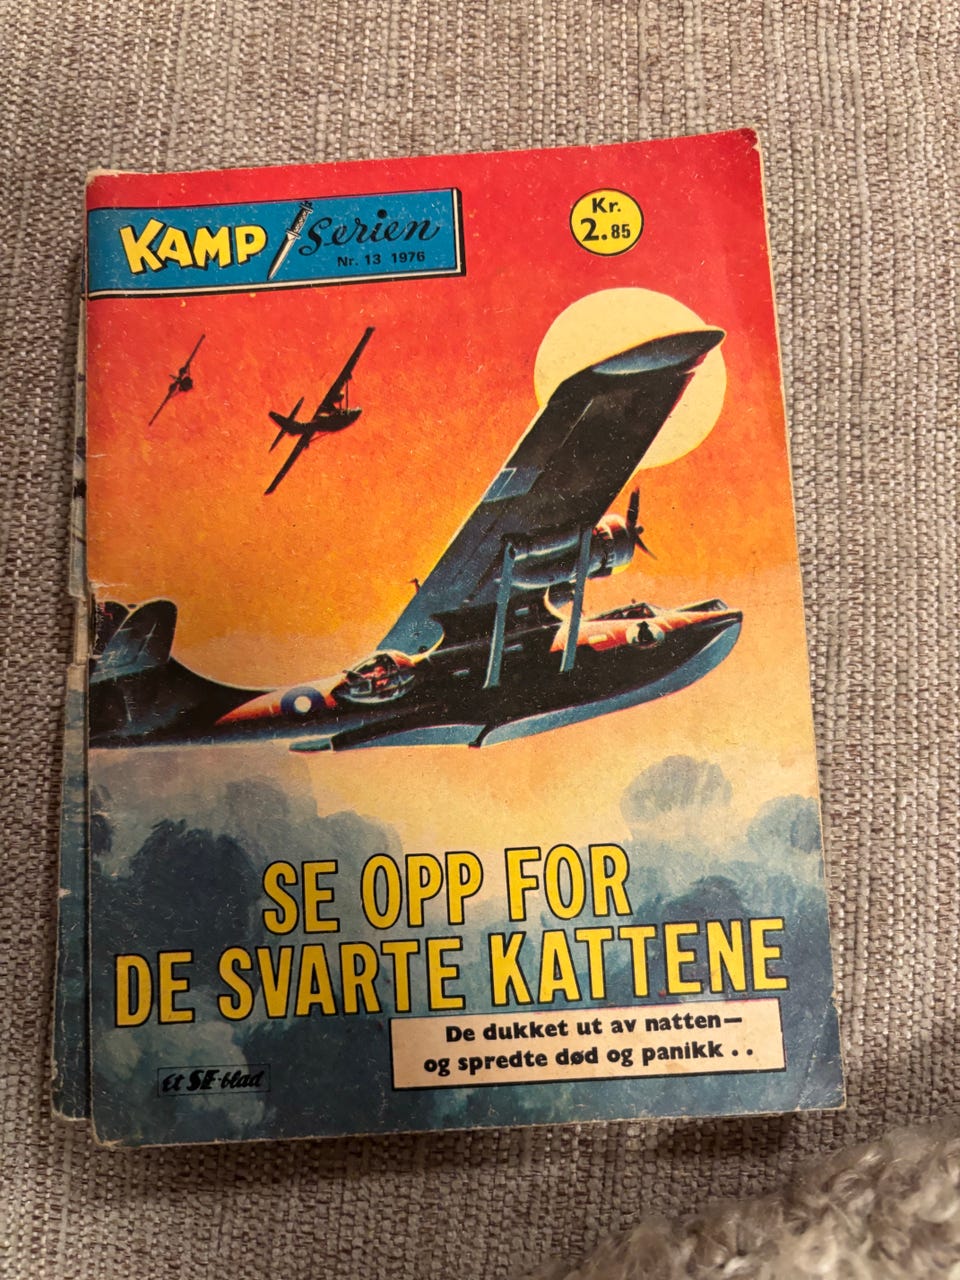 KAMP Serien
Nr. 13 1976
Kr.
2.85
SE OPP FOR
DE SVARTE KATTENE
De dukket ut av natten—
og spredte død og panikk . .
Et SE-blad